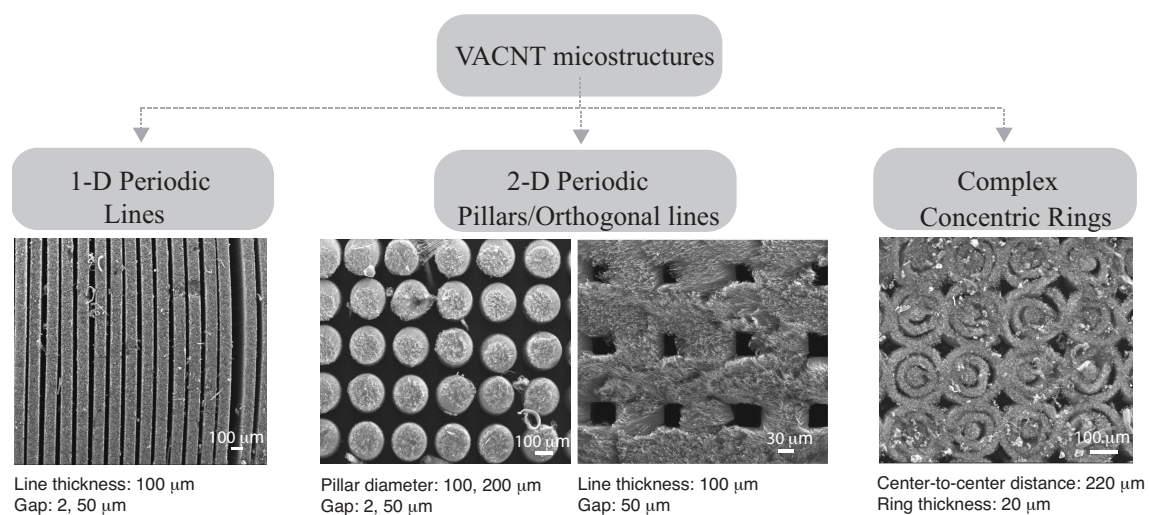 VACNT micostructures
1-D Periodic
Lines
2-D Periodic
Pillars/Orthogonal lines
Complex
Concentric Rings
100 μm
100 μm
30 μm
100 μm
Line thickness: 100 μm
Gap: 2, 50 μm
Pillar diameter: 100, 200 μm
Gap: 2, 50 μm
Line thickness: 100 μm
Gap: 50 μm
Center-to-center distance: 220 μm
Ring thickness: 20 μm